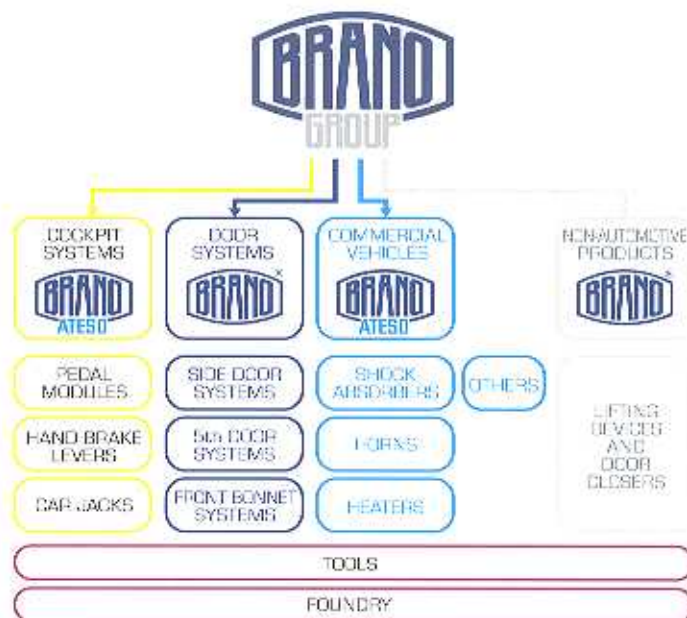 BRANO
GROUP
COCKPIT
SYSTEMS
BRANO
ATESO
DOOR
SYSTEMS
BRANO
COMMERCIAL
VEHICLES
BRANO
ATESO
NON-AUTOMOTIVE
PRODUCTS
BRANO
PEDAL
MODULES
HAND BRAKE
LEVERS
CAR JACKS
SIDE DOOR
SYSTEMS
5th DOOR
SYSTEMS
FRONT BONNET
SYSTEMS
SHOCK
ABSORBERS
OTHERS
HORNS
HEATERS
LIFTING
DEVICES
AND
DOOR
CLOSERS
TOOLS
FOUNDRY